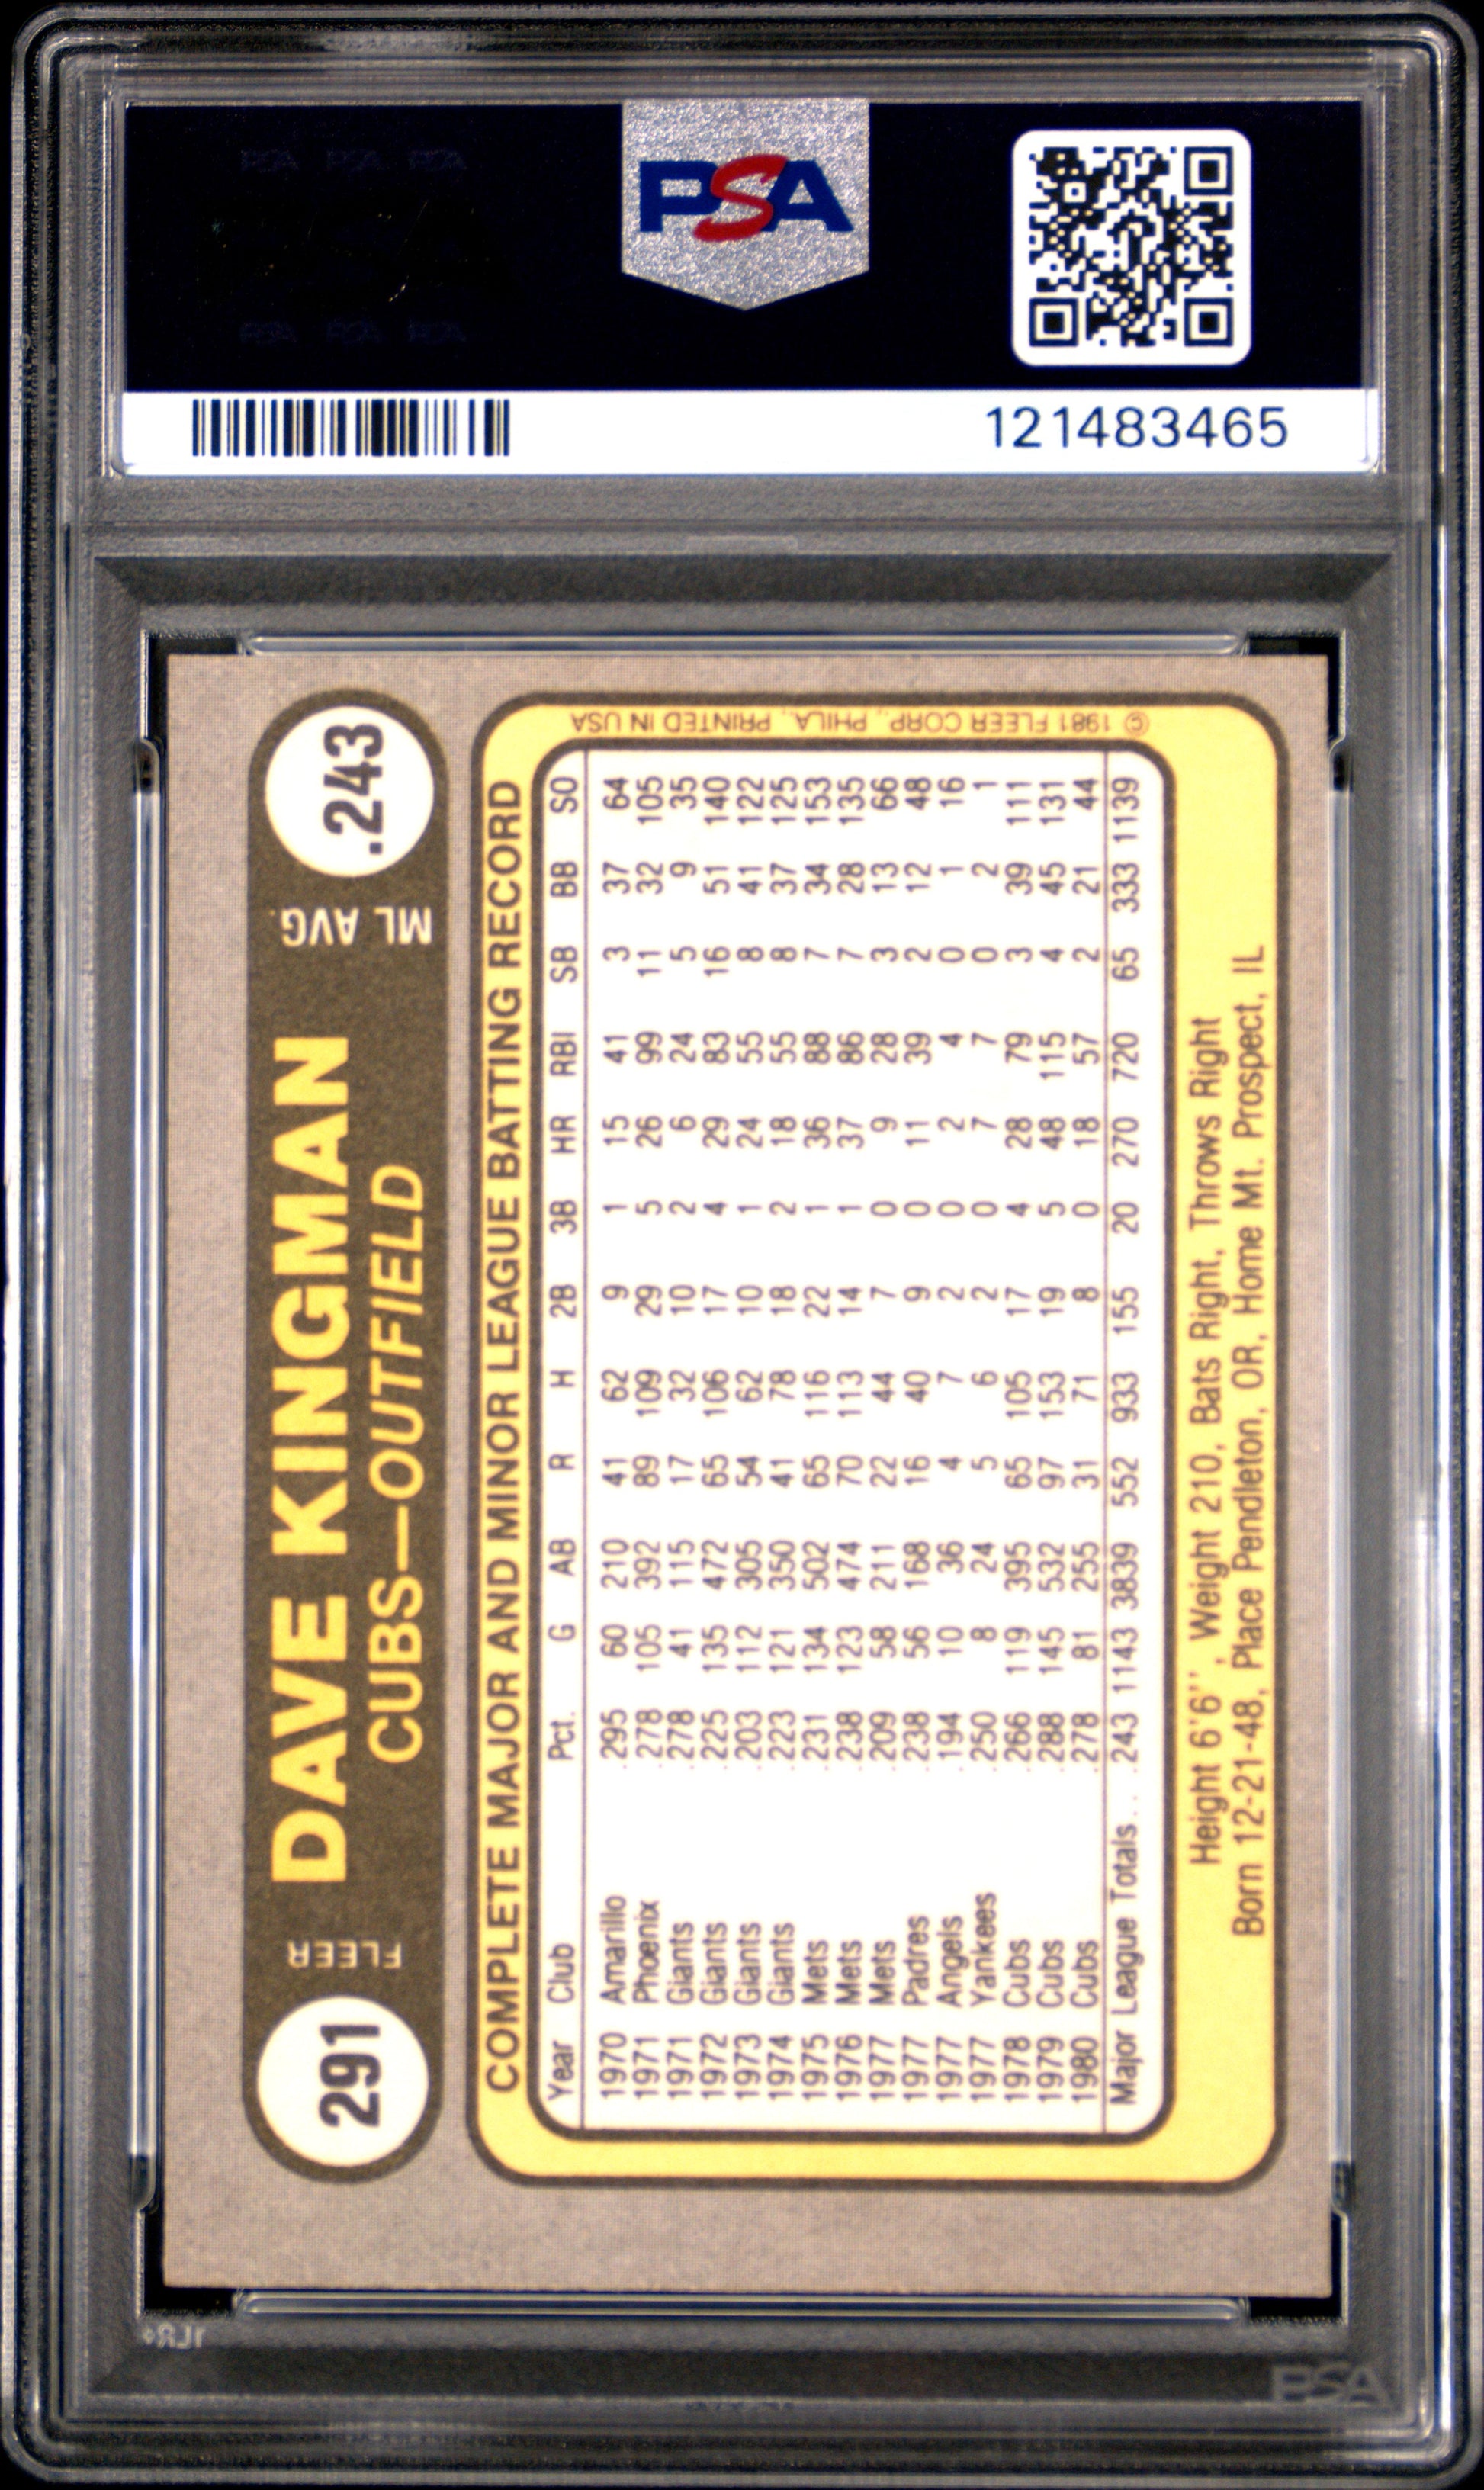 PSA
121483465
291 FLEER DAVE KINGMAN ML AVG. .243
CUBS—OUTFIELD
COMPLETE MAJOR AND MINOR LEAGUE BATTING RECORD
Year Club Pct. G AB R H 2B 3B HR RBI SB BB SO
1970 Amarillo .295 60 210 41 62 9 1 15 41 3 37 64
1971 Phoenix .278 105 392 89 109 29 5 26 99 11 32 105
1971 Giants .278 41 115 17 32 10 2 6 24 5 9 35
1972 Giants .225 135 472 65 106 17 4 29 83 16 51 140
1973 Giants .203 112 305 54 62 10 1 24 55 8 41 122
1974 Giants .223 121 350 41 78 18 2 18 55 8 37 125
1975 Mets .231 134 502 65 116 22 1 36 88 7 34 153
1976 Mets .238 123 474 70 113 14 1 37 86 7 28 135
1977 Mets .209 58 211 22 44 7 0 9 28 3 13 66
1977 Padres .238 56 168 16 40 9 0 11 39 2 12 48
1977 Angels .194 10 36 4 7 2 0 2 4 0 1 16
1977 Yankees .250 8 24 5 6 2 0 7 7 0 2 1
1978 Cubs .266 119 395 65 105 17 4 28 79 3 39 111
1979 Cubs .288 145 532 97 153 19 5 48 115 4 45 131
1980 Cubs .278 81 255 31 71 8 0 18 57 2 21 44
Major League Totals... .243 1143 3839 552 933 155 20 270 720 65 333 1139
Height 6'6", Weight 210, Bats Right, Throws Right
Born 12-21-48, Place Pendleton, OR, Home Mt. Prospect, IL
© 1981 FLEER CORP., PHILA., PRINTED IN USA
PSA